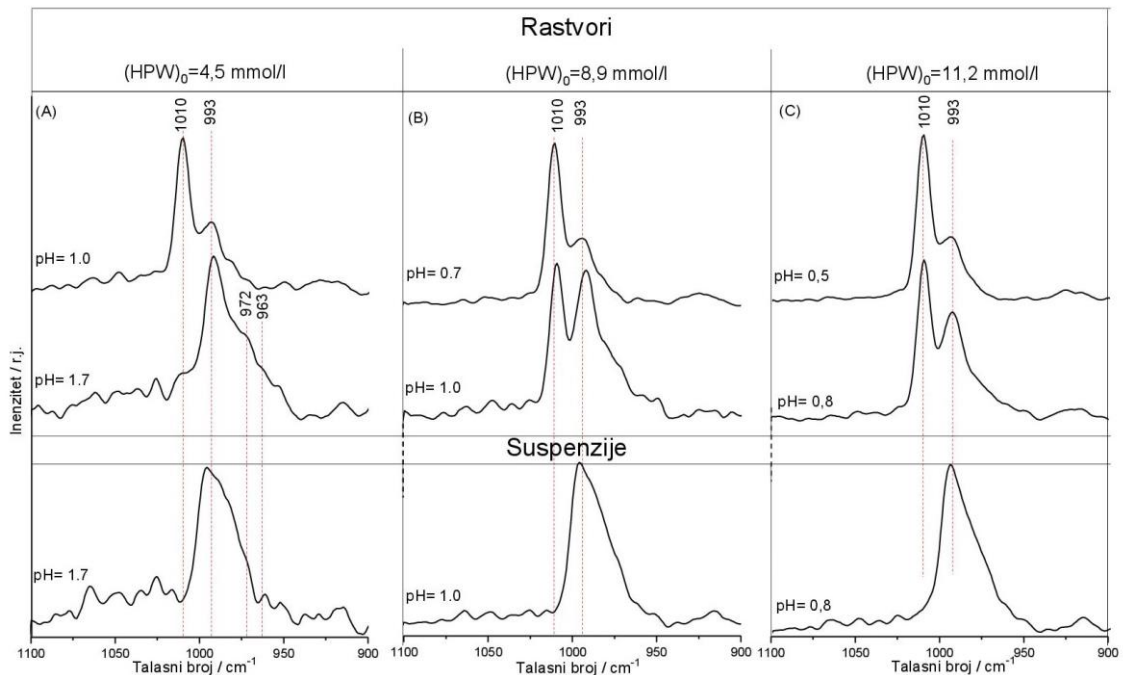 Rastvori
(HPW)₀=4,5 mmol/l
(HPW)₀=8,9 mmol/l
(HPW)₀=11,2 mmol/l
(A)
1010
993
pH= 1.0
972
963
pH= 1.7
(B)
1010
993
pH= 0.7
pH= 1.0
(C)
1010
993
pH= 0,5
pH= 0,8
Inenzitet / r.j.
Suspenzije
pH= 1.7
pH= 1.0
pH= 0,8
1100 1050 1000 950 900
1100 1050 1000 950 900
1100 1050 1000 950 900
Talasni broj / cm⁻¹
Talasni broj / cm⁻¹
Talasni broj / cm⁻¹